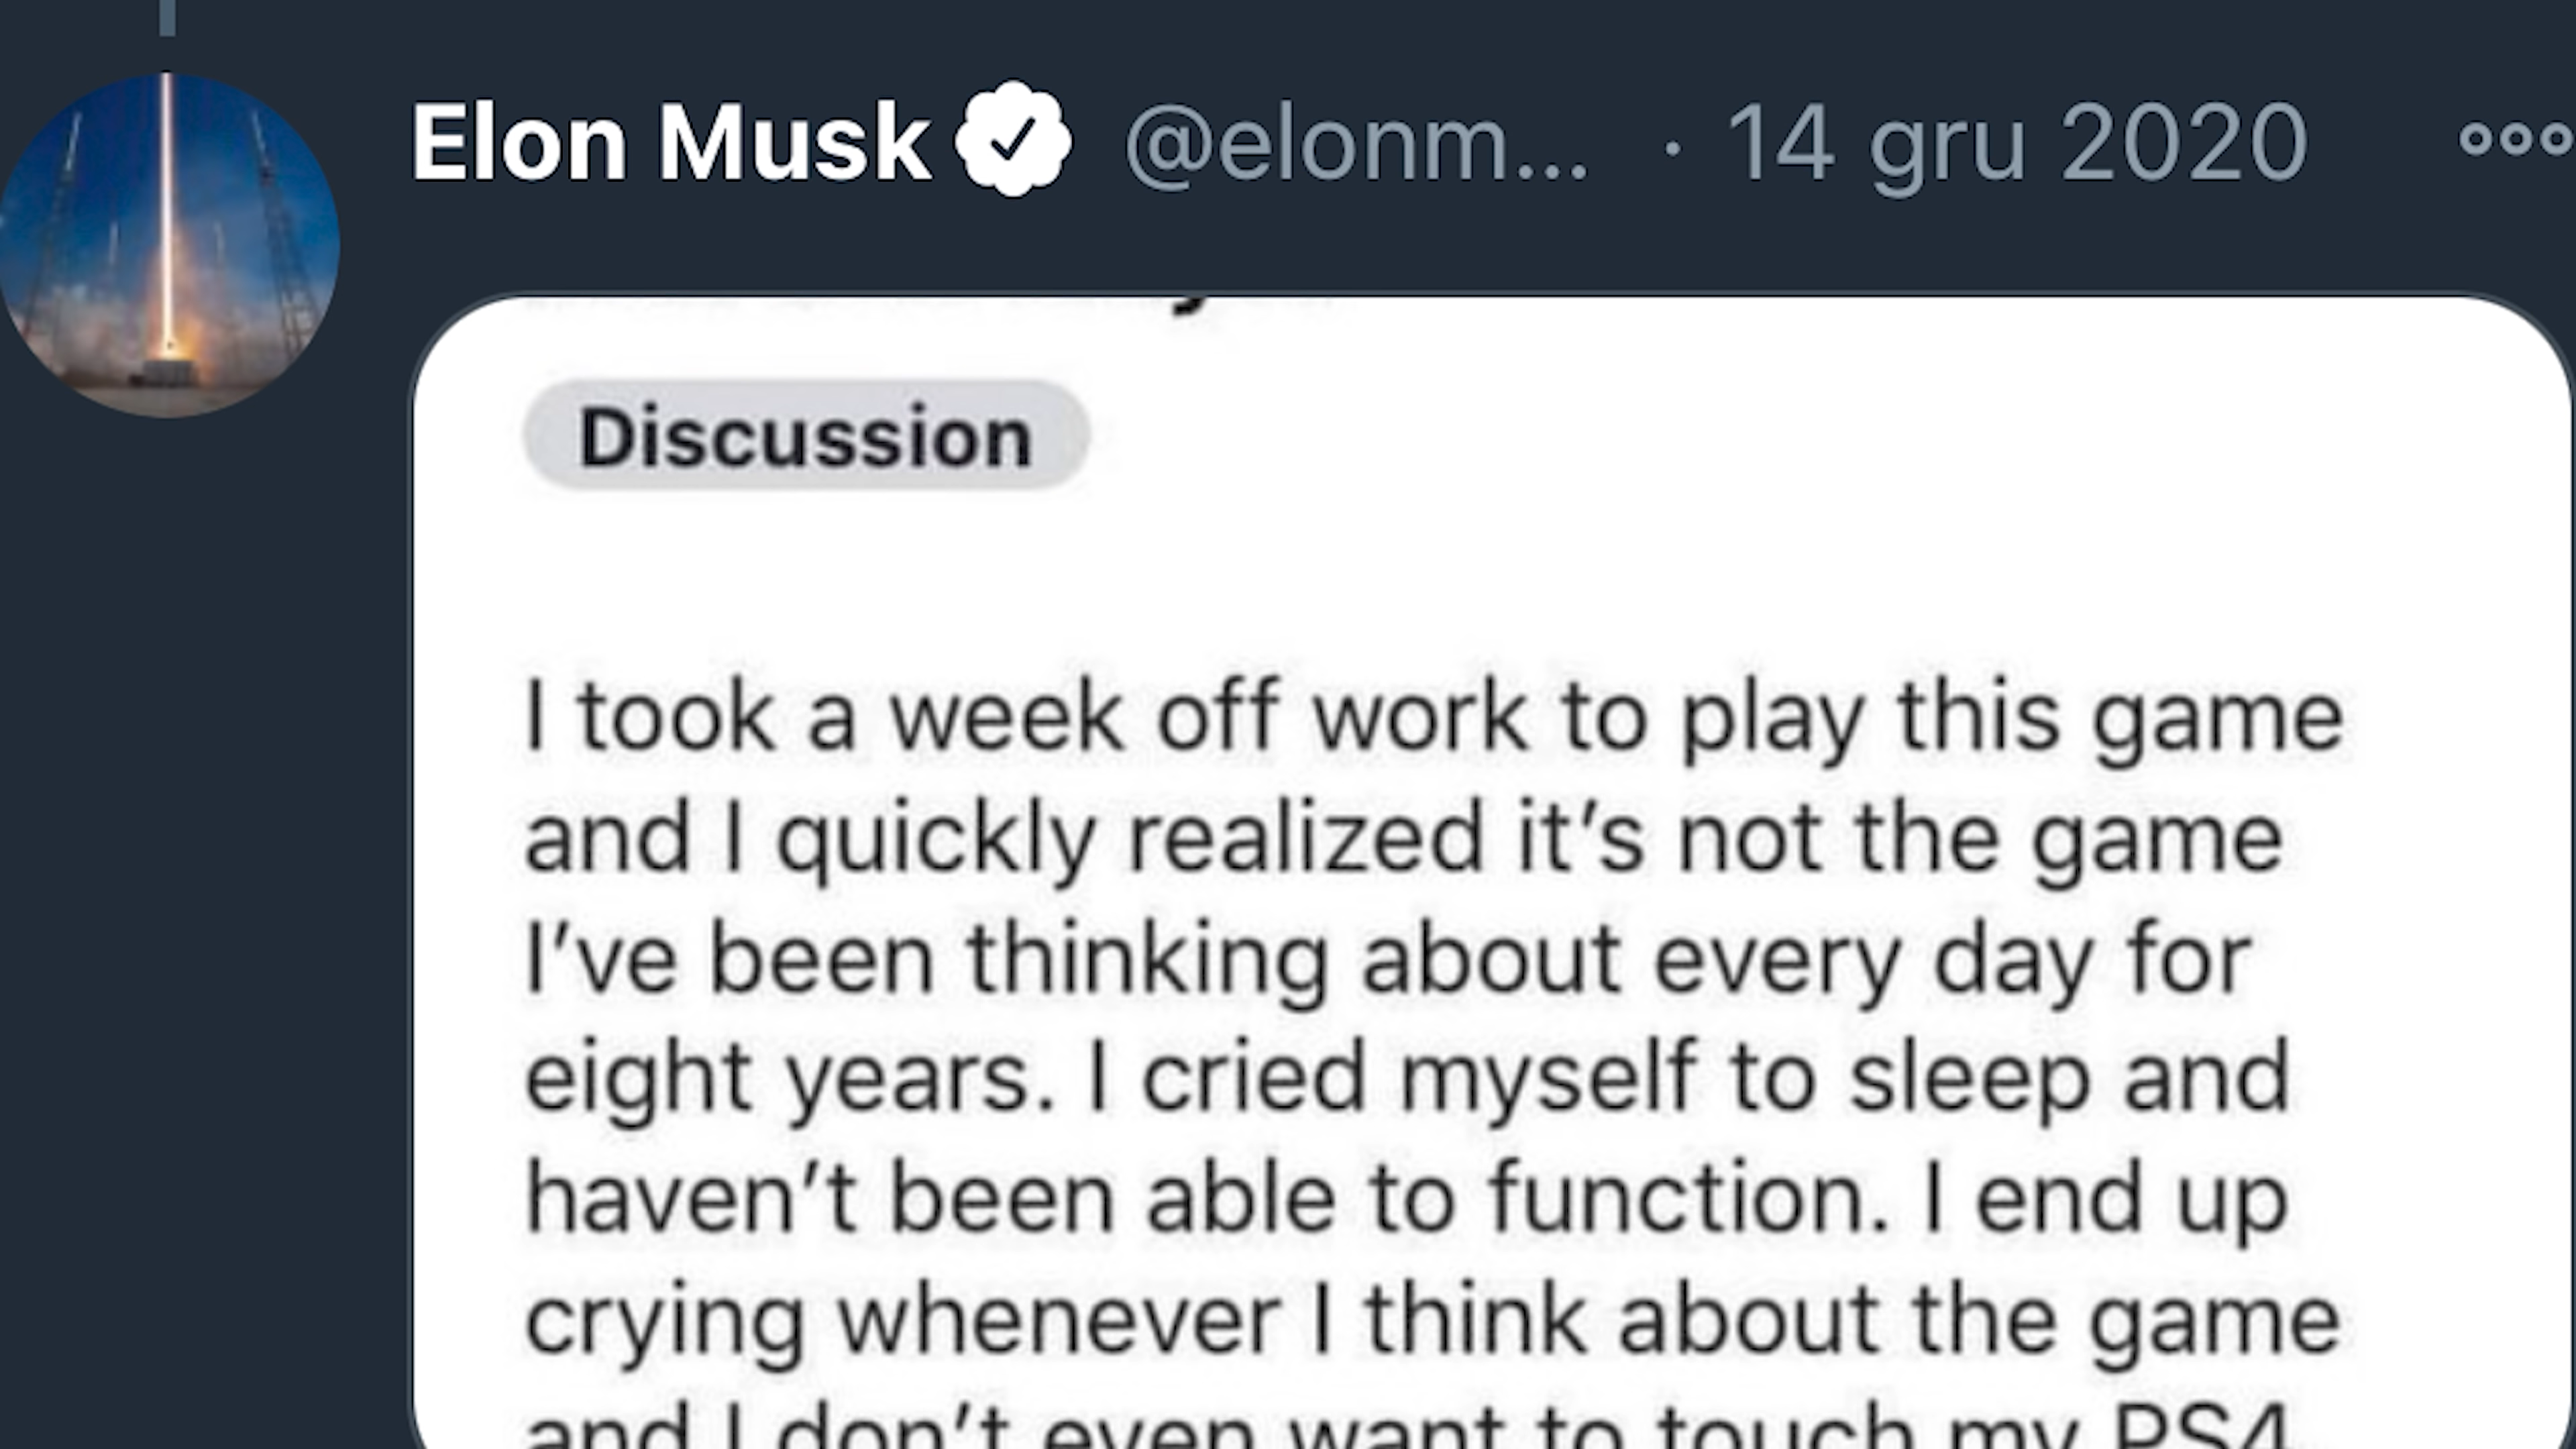 Elon Musk @elonm... · 14 gru 2020
Discussion
I took a week off work to play this game
and I quickly realized it’s not the game
I’ve been thinking about every day for
eight years. I cried myself to sleep and
haven’t been able to function. I end up
crying whenever I think about the game
and I don’t even want to touch my PS4